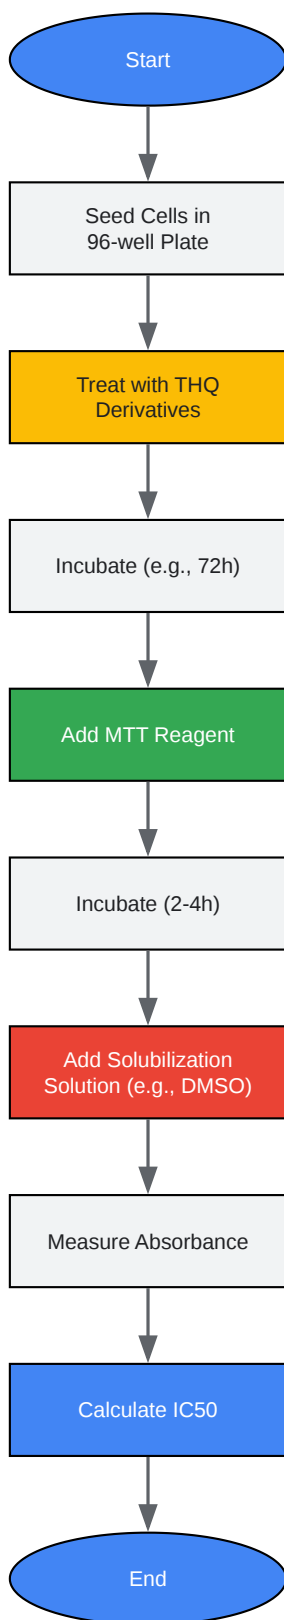 Start
Seed Cells in
96-well Plate
Treat with THQ
Derivatives
Incubate (e.g., 72h)
Add MTT Reagent
Incubate (2-4h)
Add Solubilization
Solution (e.g., DMSO)
Measure Absorbance
Calculate IC50
End